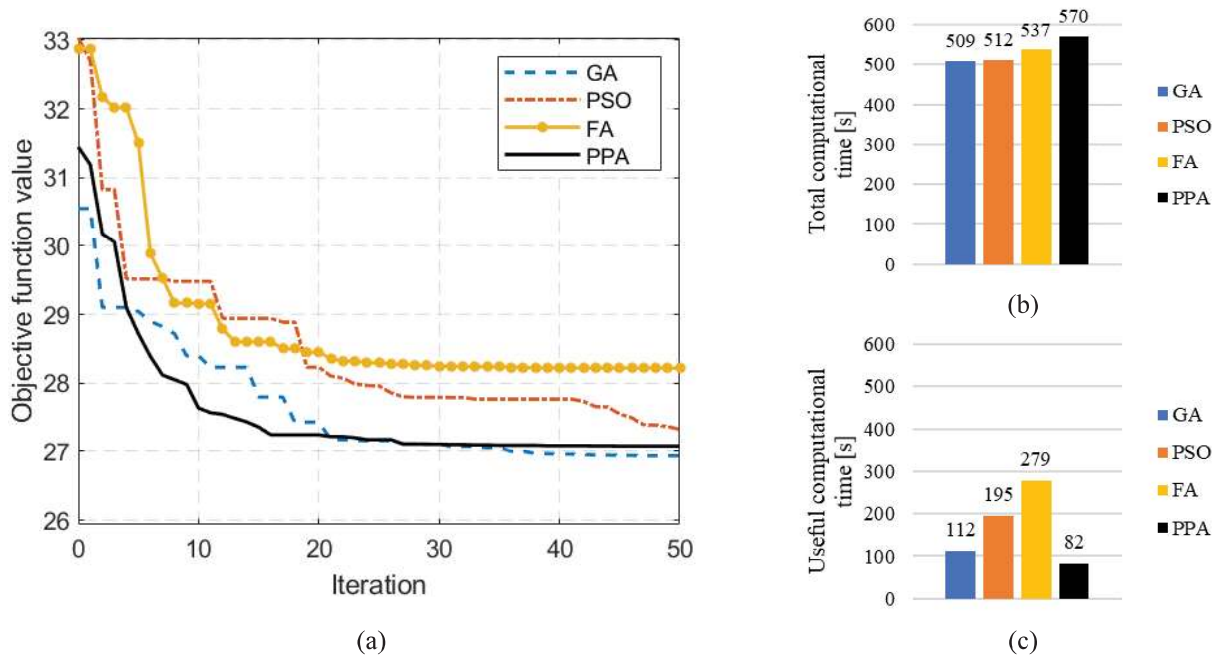 33
32
31
30
29
28
27
26
Objective function value
0
10
20
30
40
50
Iteration
GA
PSO
FA
PPA
(a)
600
500
400
300
200
100
0
Total computational
time [s]
509
512
537
570
GA
PSO
FA
PPA
(b)
600
500
400
300
200
100
0
Useful computational
time [s]
112
195
279
82
GA
PSO
FA
PPA
(c)